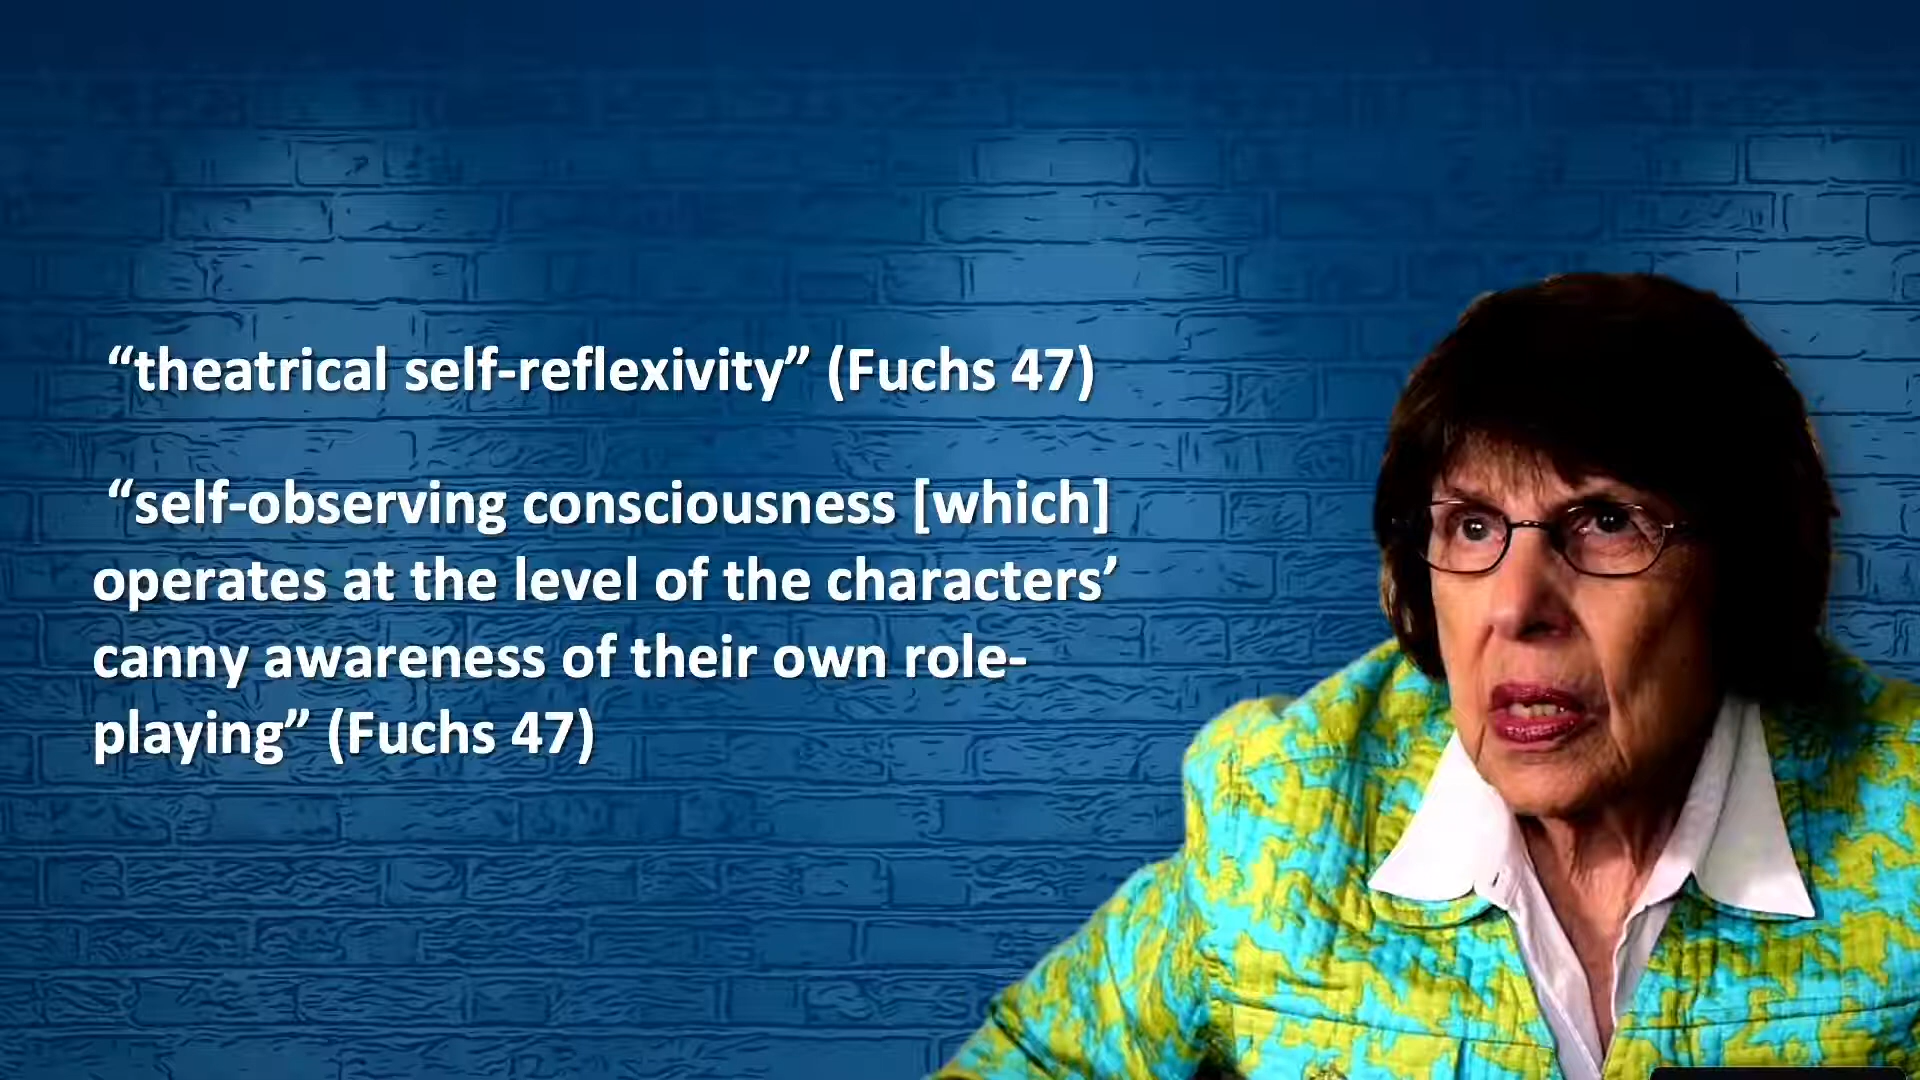 “theatrical self-reflexivity” (Fuchs 47)
“self-observing consciousness [which]
operates at the level of the characters’
canny awareness of their own role-
playing” (Fuchs 47)